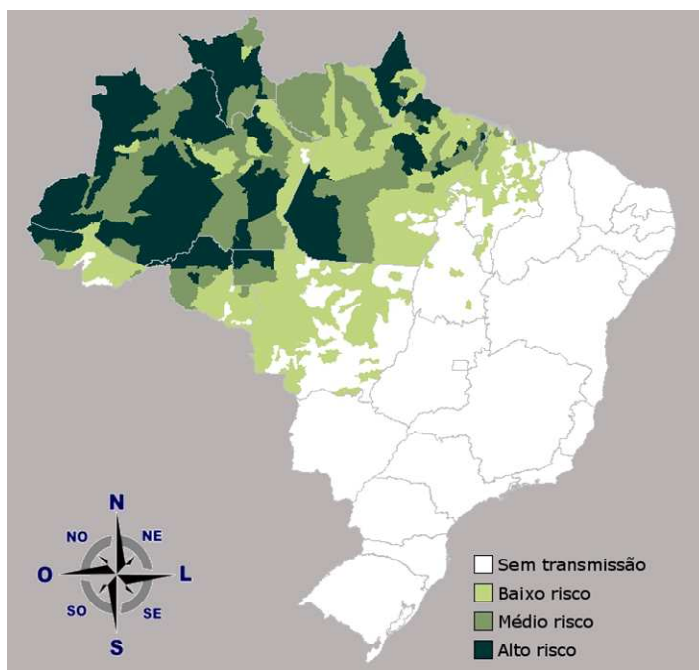 N
NO NE
O L
SO SE
S
Sem transmissão
Baixo risco
Médio risco
Alto risco